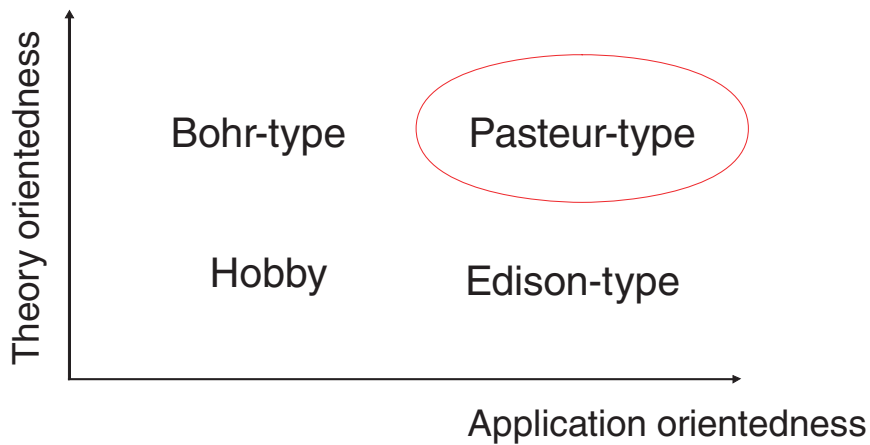 Theory orientedness
Bohr-type
Pasteur-type
Hobby
Edison-type
Application orientedness